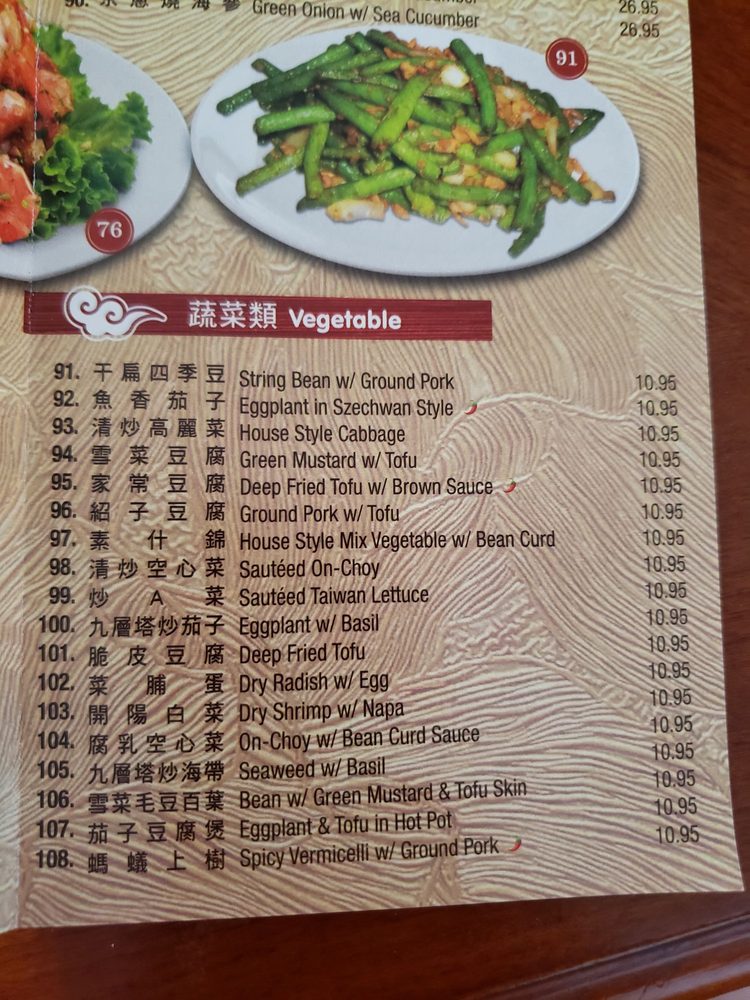 90. 京蔥燒海參 Green Onion w/ Sea Cucumber 26.95
26.95
91
76
蔬菜類 Vegetable
91. 干扁四季豆 String Bean w/ Ground Pork 10.95
92. 魚香茄子 Eggplant in Szechwan Style 10.95
93. 清炒高麗菜 House Style Cabbage 10.95
94. 雪菜豆腐 Green Mustard w/ Tofu 10.95
95. 家常豆腐 Deep Fried Tofu w/ Brown Sauce 10.95
96. 紹子豆腐 Ground Pork w/ Tofu 10.95
97. 素什錦 House Style Mix Vegetable w/ Bean Curd 10.95
98. 清炒空心菜 Sautéed On-Choy 10.95
99. 炒A菜 Sautéed Taiwan Lettuce 10.95
100. 九層塔炒茄子 Eggplant w/ Basil 10.95
101. 脆皮豆腐 Deep Fried Tofu 10.95
102. 菜脯蛋 Dry Radish w/ Egg 10.95
103. 開陽白菜 Dry Shrimp w/ Napa 10.95
104. 腐乳空心菜 On-Choy w/ Bean Curd Sauce 10.95
105. 九層塔炒海帶 Seaweed w/ Basil 10.95
106. 雪菜毛豆百葉 Bean w/ Green Mustard & Tofu Skin 10.95
107. 茄子豆腐煲 Eggplant & Tofu in Hot Pot 10.95
108. 螞蟻上樹 Spicy Vermicelli w/ Ground Pork 10.95